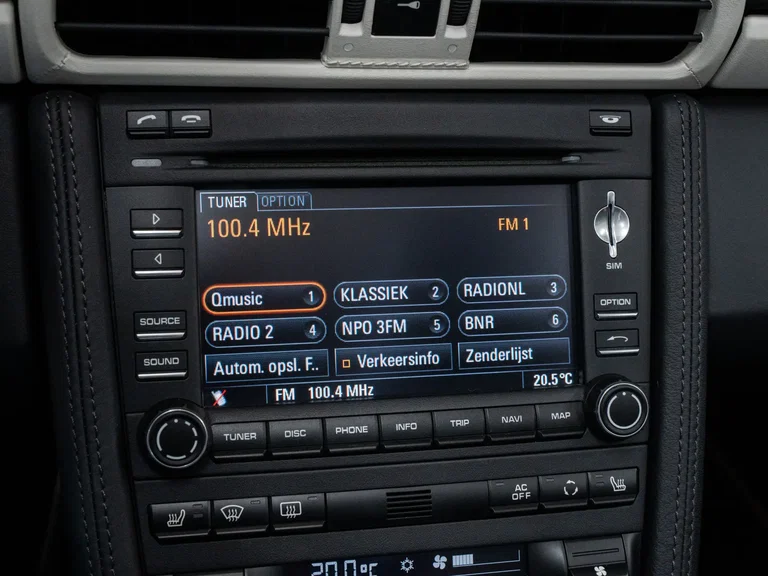 TUNER OPTION
100.4 MHz FM 1
Qmusic 1 KLASSIEK 2 RADIONL 3
RADIO 2 4 NPO 3FM 5 BNR 6
Autom. opsl. F.. Verkeersinfo Zenderlijst
FM 100.4 MHz 20.5°C
SIM
OPTION
SOURCE
SOUND
TUNER DISC PHONE INFO TRIP NAVI MAP
AC
OFF
20.0°C